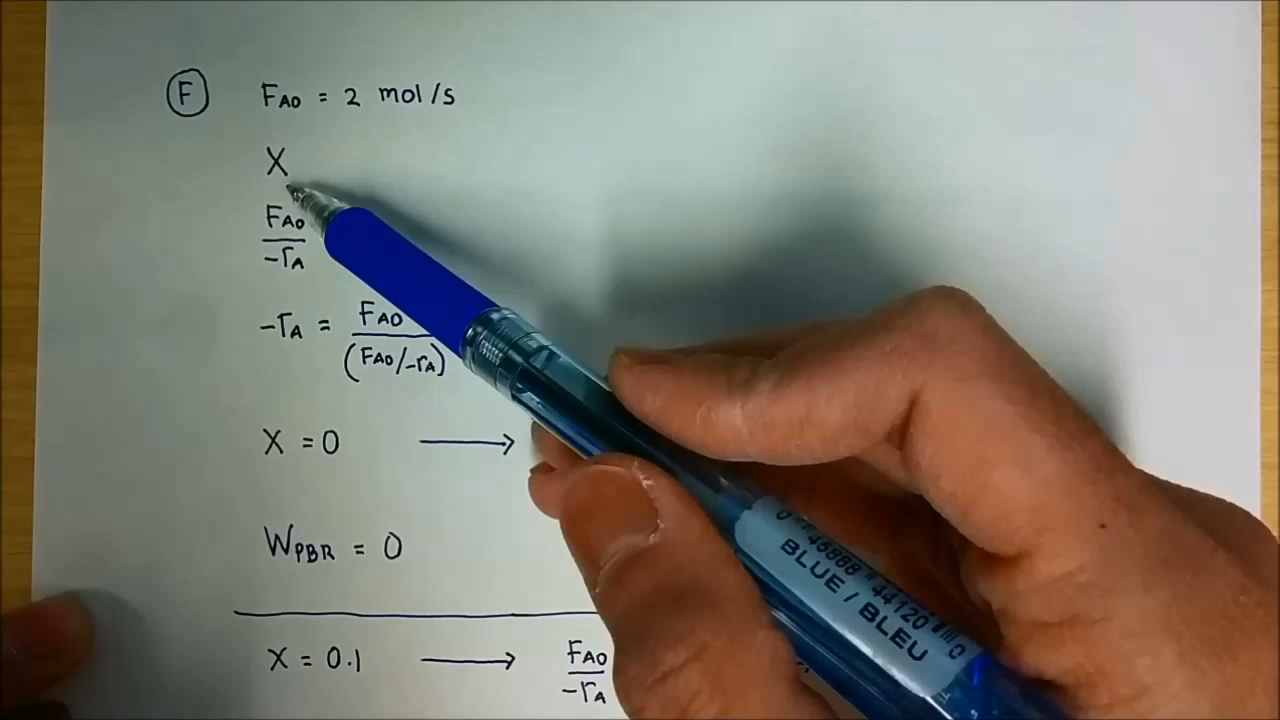 F FA0 = 2 mol/s
X
FA0
-rA
-rA = FA0
(FA0/-rA)
X = 0 →
WPBR = 0
X = 0.1 → FA0
-rA
BLUE / BLEU